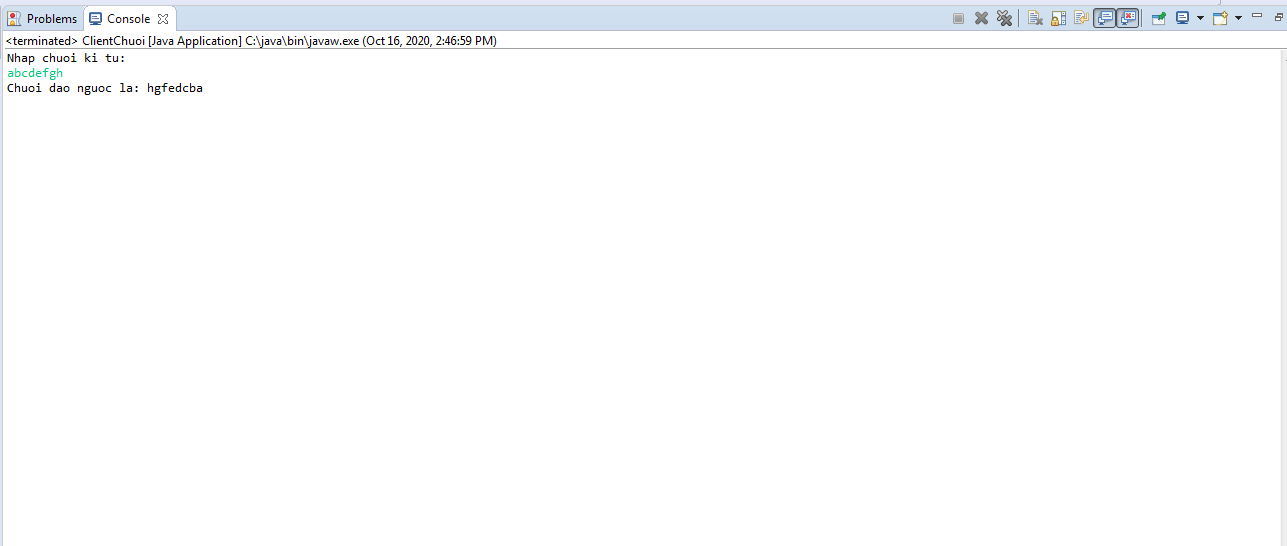 Problems Console
<terminated> ClientChuoi [Java Application] C:\java\bin\javaw.exe (Oct 16, 2020, 2:46:59 PM)
Nhap chuoi ki tu:
abcdefgh
Chuoi dao nguoc la: hgfedcba